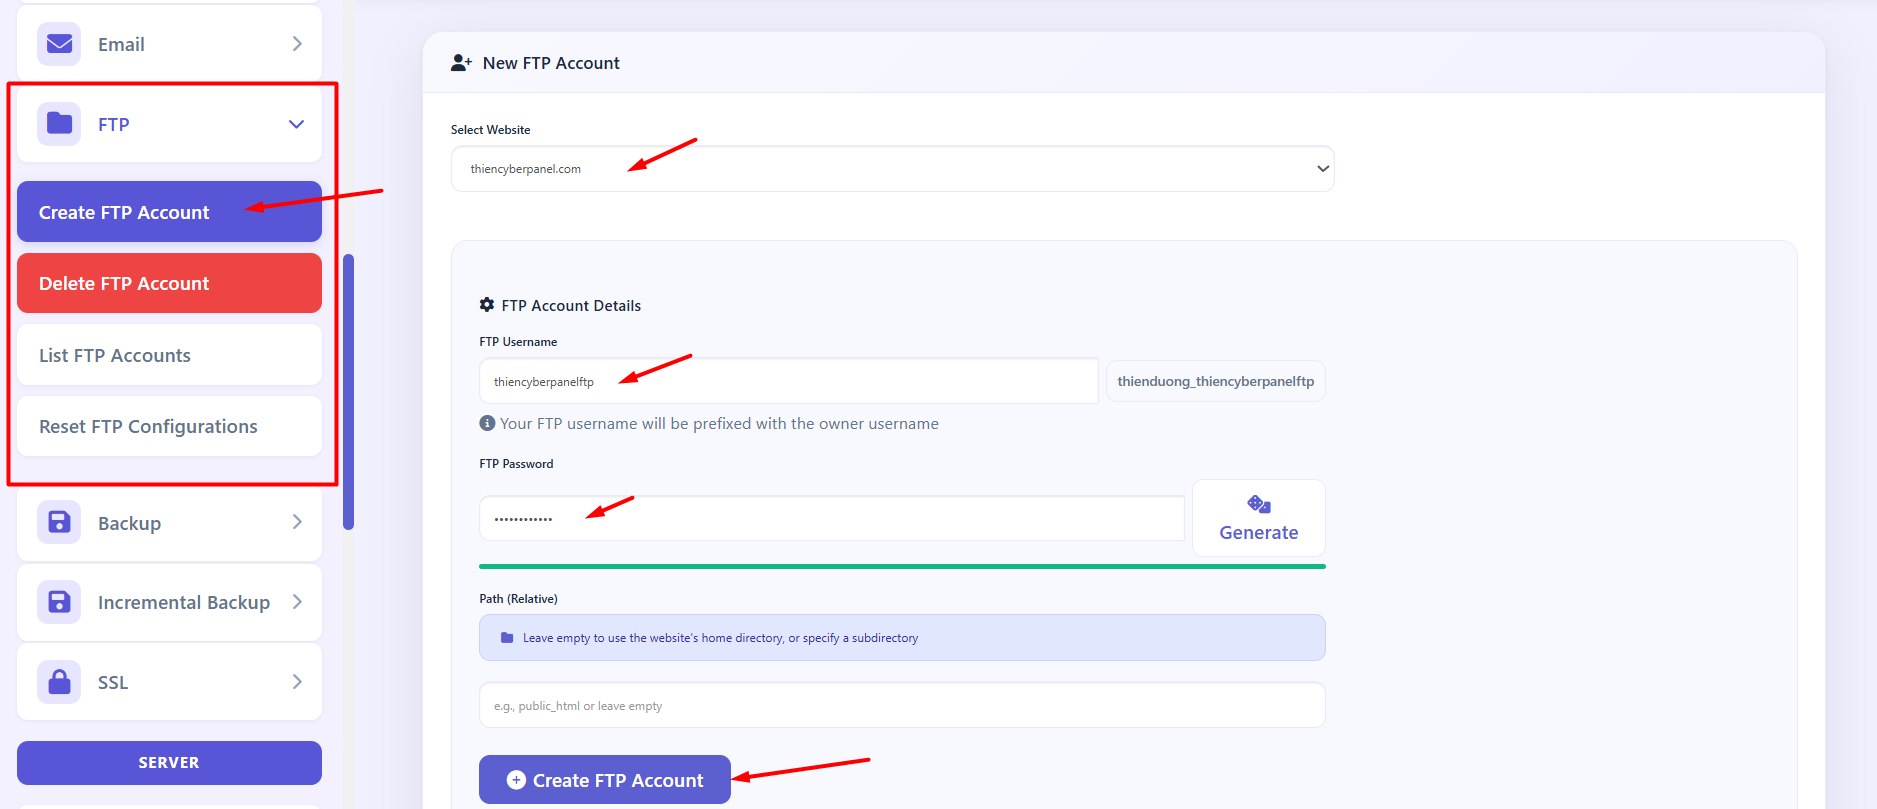 Email
FTP
Create FTP Account
Delete FTP Account
List FTP Accounts
Reset FTP Configurations
Backup
Incremental Backup
SSL
SERVER
New FTP Account
Select Website
thiencyberpanel.com
FTP Account Details
FTP Username
thiencyberpanelftp
thienduong_thiencyberpanelftp
Your FTP username will be prefixed with the owner username
FTP Password
••••••••••••
Generate
Path (Relative)
Leave empty to use the website's home directory, or specify a subdirectory
e.g., public_html or leave empty
Create FTP Account